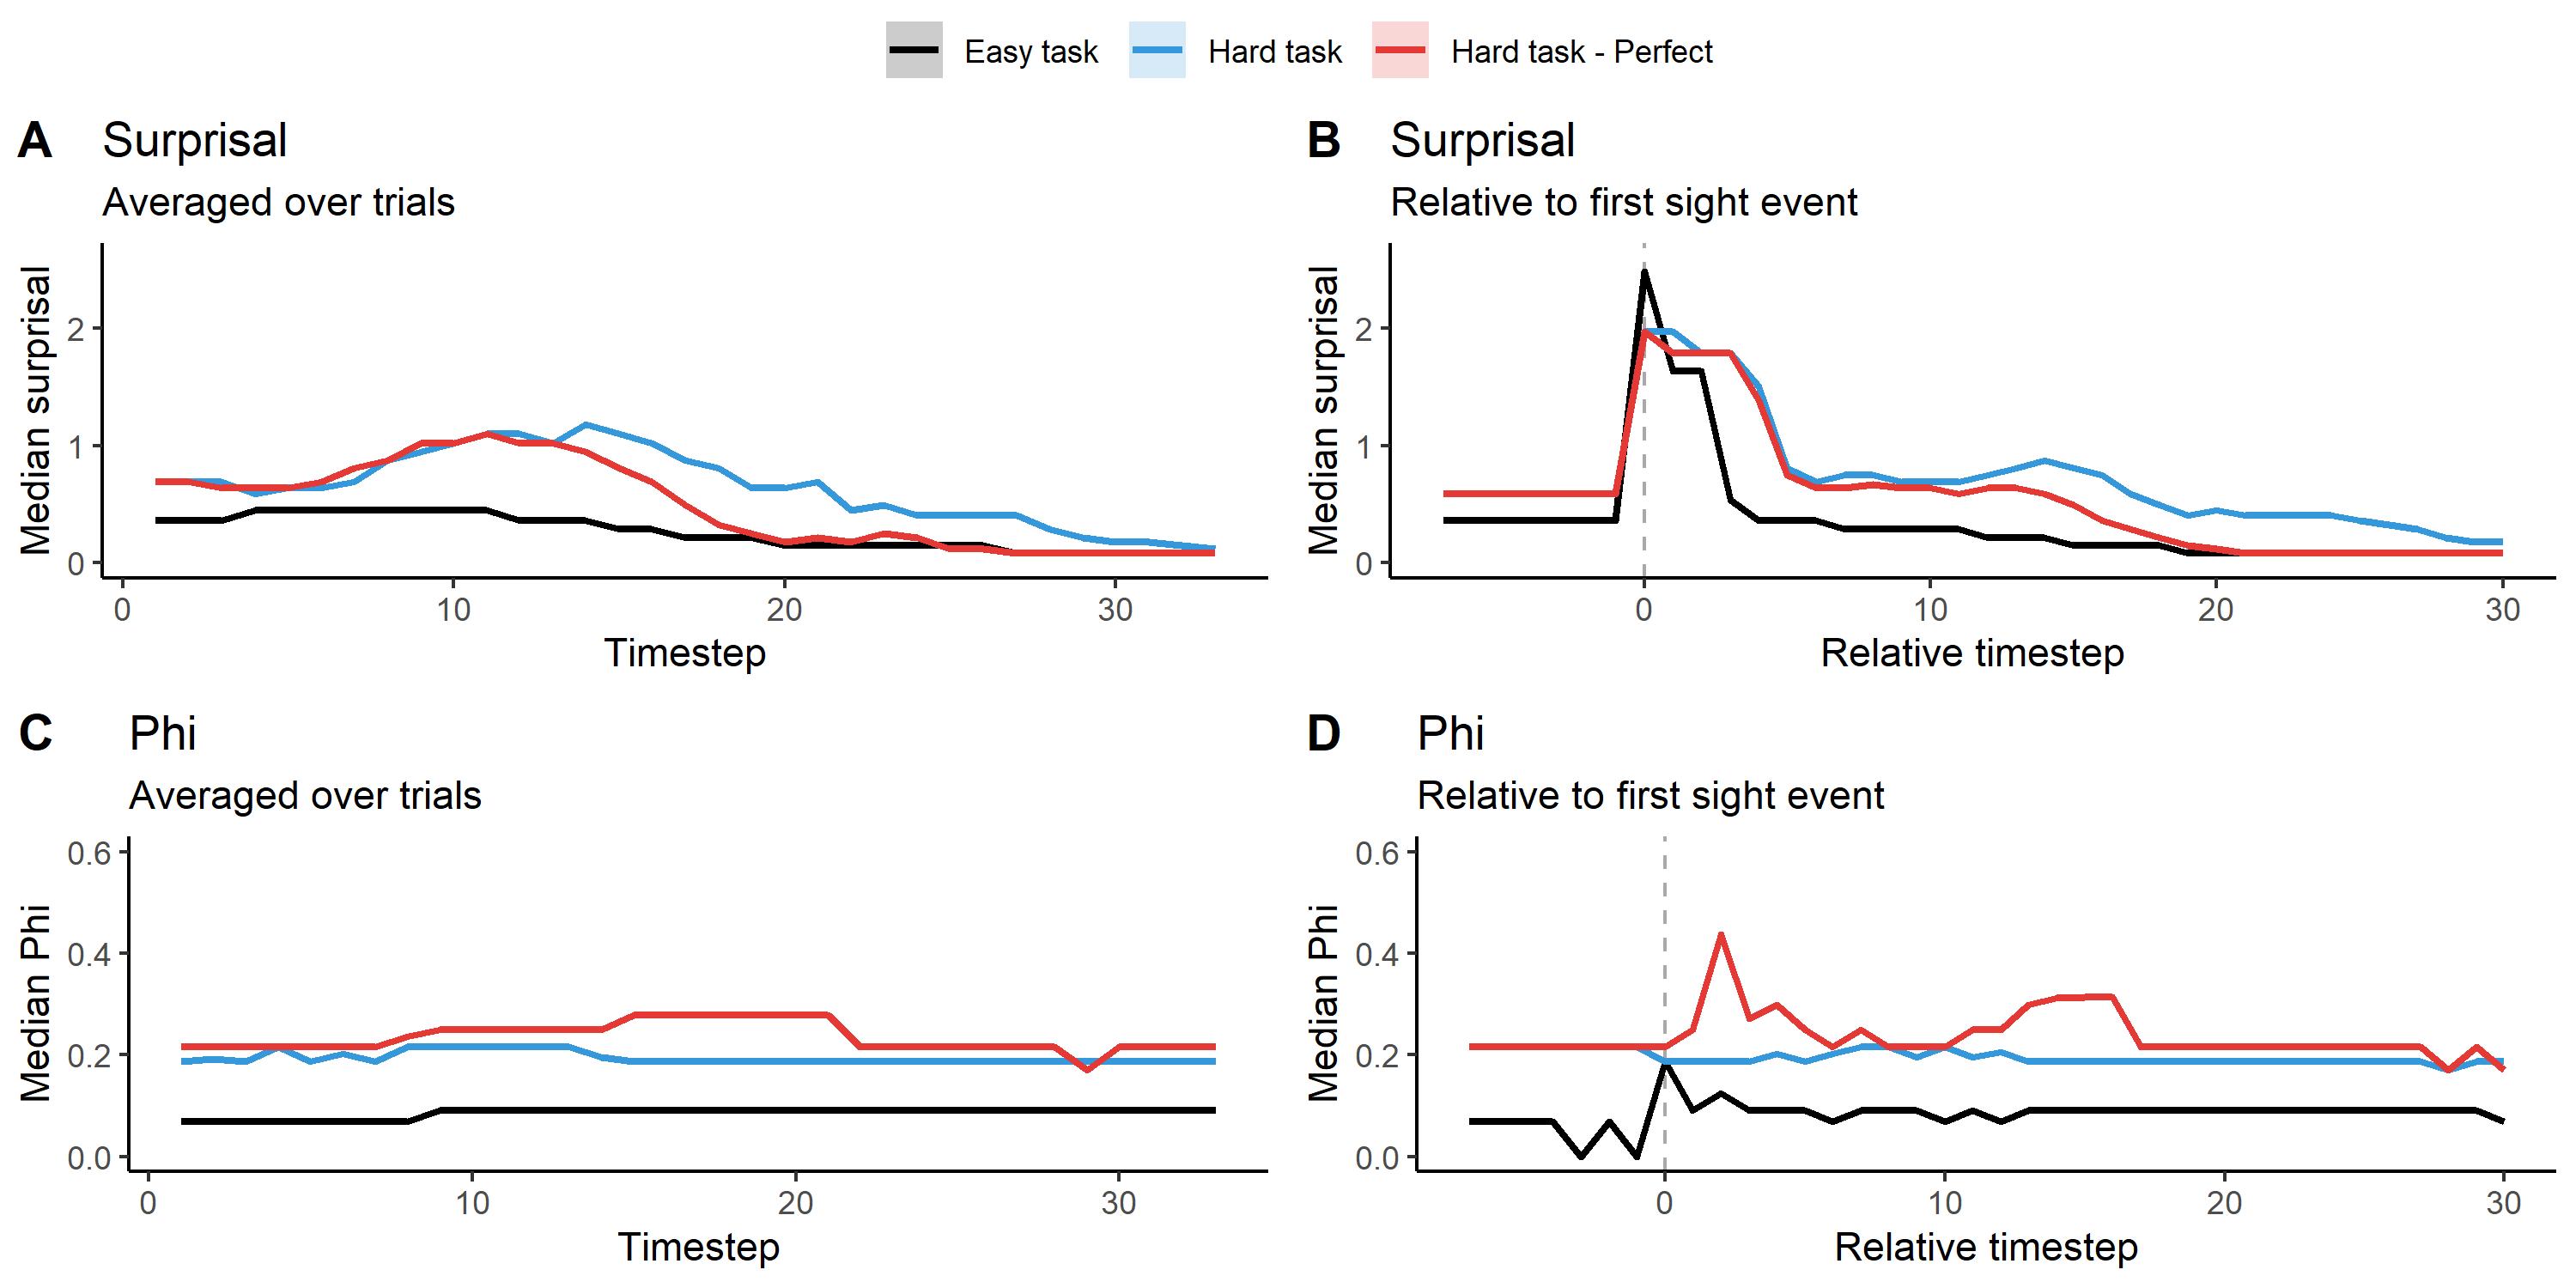 Easy task Hard task Hard task - Perfect
A Surprisal
Averaged over trials
Median surprisal
2
1
0
0 10 20 30
Timestep
B Surprisal
Relative to first sight event
Median surprisal
2
1
0
0 10 20 30
Relative timestep
C Phi
Averaged over trials
Median Phi
0.6
0.4
0.2
0.0
0 10 20 30
Timestep
D Phi
Relative to first sight event
Median Phi
0.6
0.4
0.2
0.0
0 10 20 30
Relative timestep